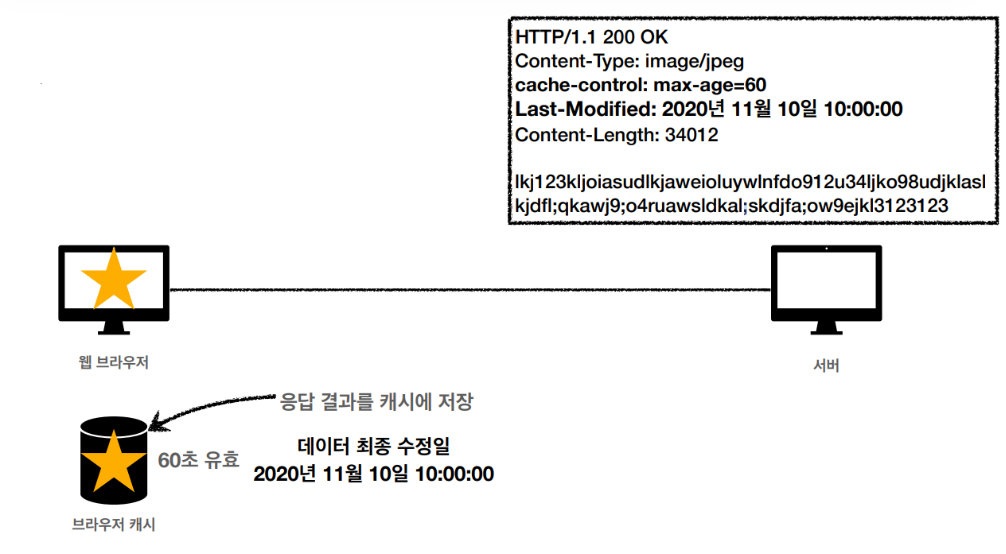 HTTP/1.1 200 OK
Content-Type: image/jpeg
cache-control: max-age=60
Last-Modified: 2020년 11월 10일 10:00:00
Content-Length: 34012
lkj123kljoiasudlkjaweioluywlnfdo912u34ljko98udjklasl
kjdfl;qkawj9;o4ruawsldkal;skdjfa;ow9ejkl3123123
웹 브라우저
서버
응답 결과를 캐시에 저장
60초 유효
데이터 최종 수정일
2020년 11월 10일 10:00:00
브라우저 캐시